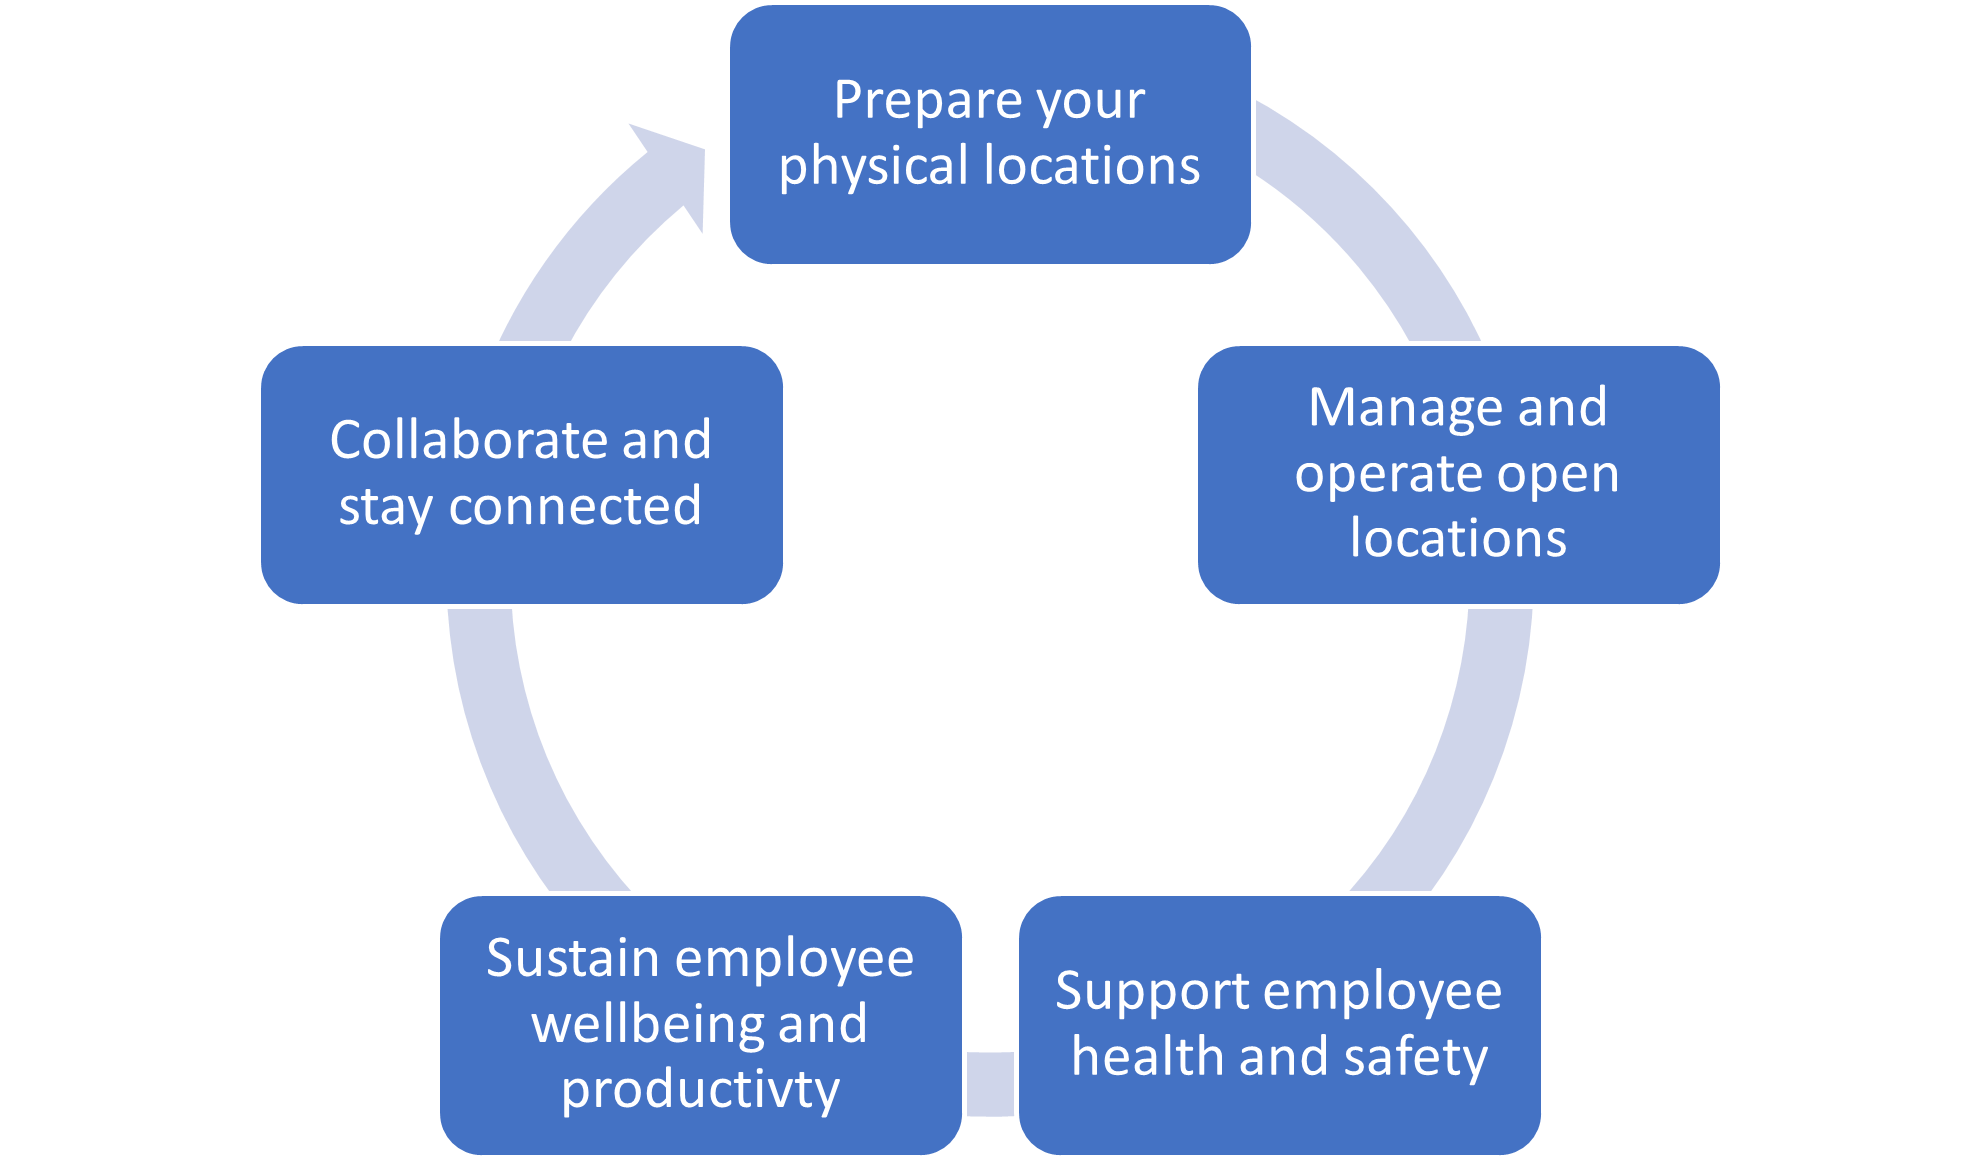 Prepare your
physical locations
Manage and
operate open
locations
Support employee
health and safety
Sustain employee
wellbeing and
productivty
Collaborate and
stay connected